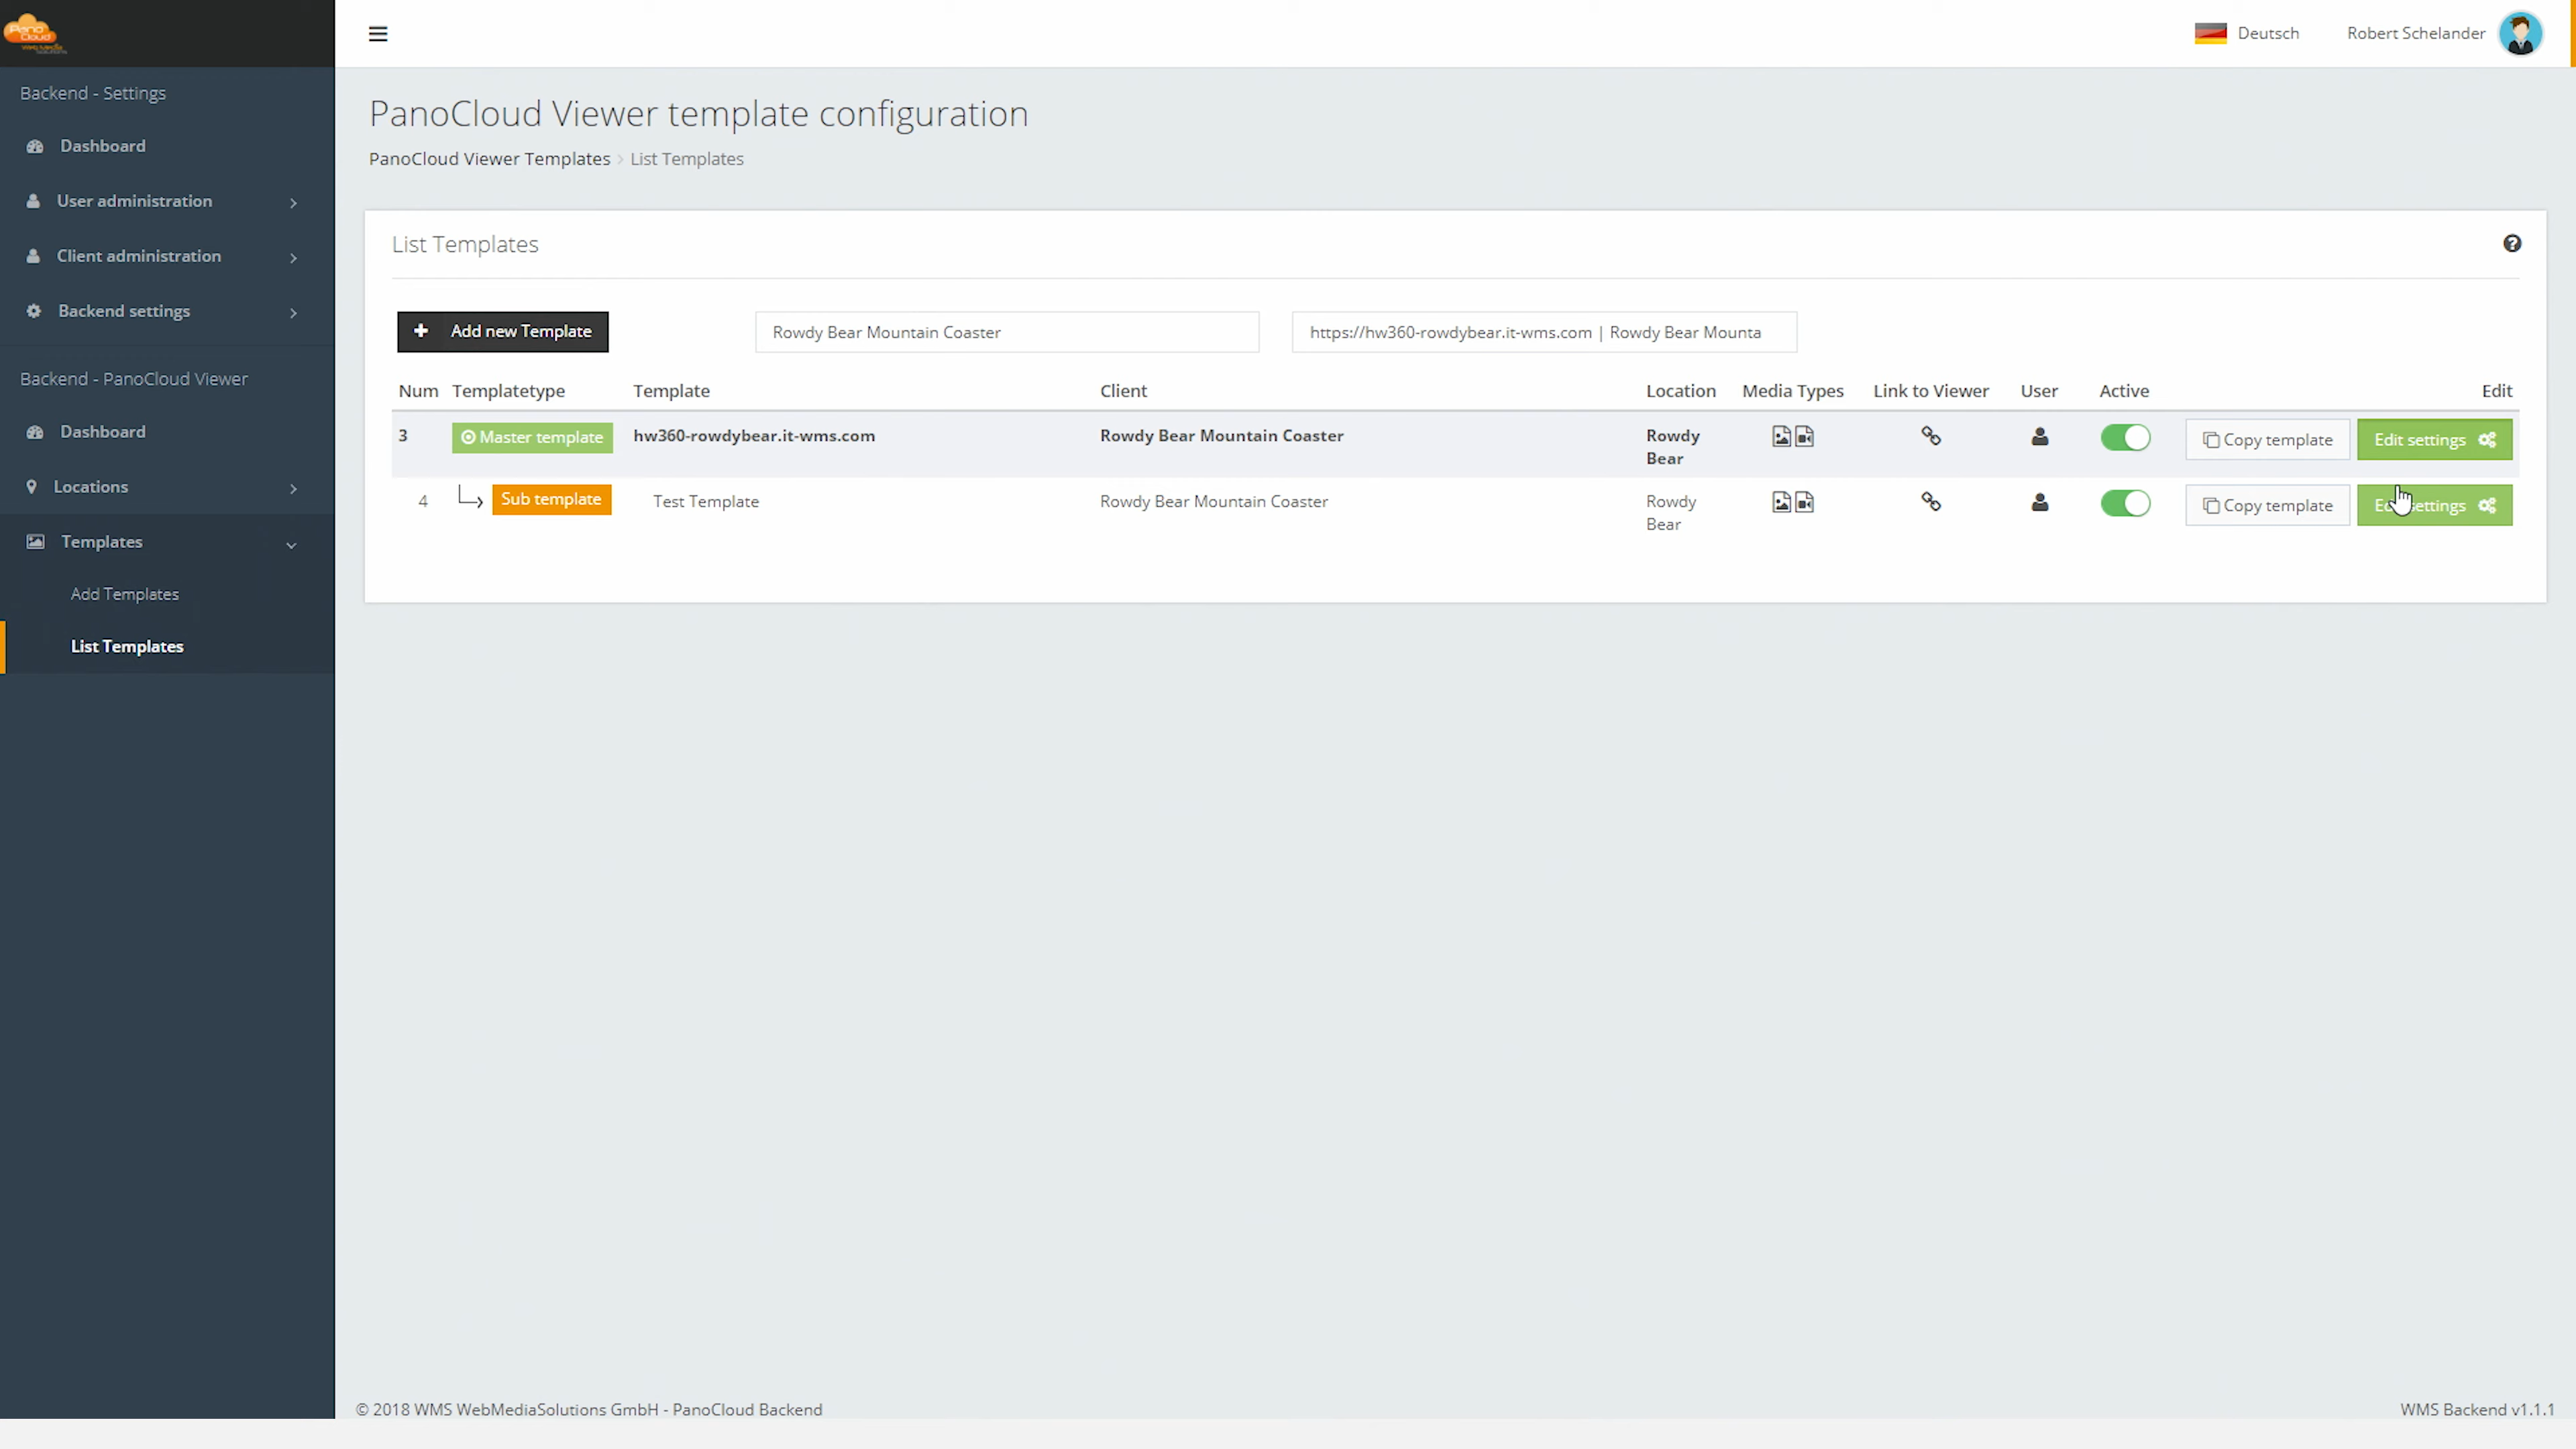 Pano
Cloud
Deutsch
Robert Schelander
Backend - Settings
Dashboard
User administration
Client administration
Backend settings
Backend - PanoCloud Viewer
Dashboard
Locations
Templates
Add Templates
List Templates
PanoCloud Viewer template configuration
PanoCloud Viewer Templates › List Templates
List Templates
Add new Template
Rowdy Bear Mountain Coaster
https://hw360-rowdybear.it-wms.com | Rowdy Bear Mounta
Num Templatetype Template Client Location Media Types Link to Viewer User Active Edit
3 Master template hw360-rowdybear.it-wms.com Rowdy Bear Mountain Coaster Rowdy Copy template Edit settings
Bear
4 Sub template Test Template Rowdy Bear Mountain Coaster Rowdy Copy template settings
Bear
© 2018 WMS WebMediaSolutions GmbH - PanoCloud Backend
WMS Backend v1.1.1